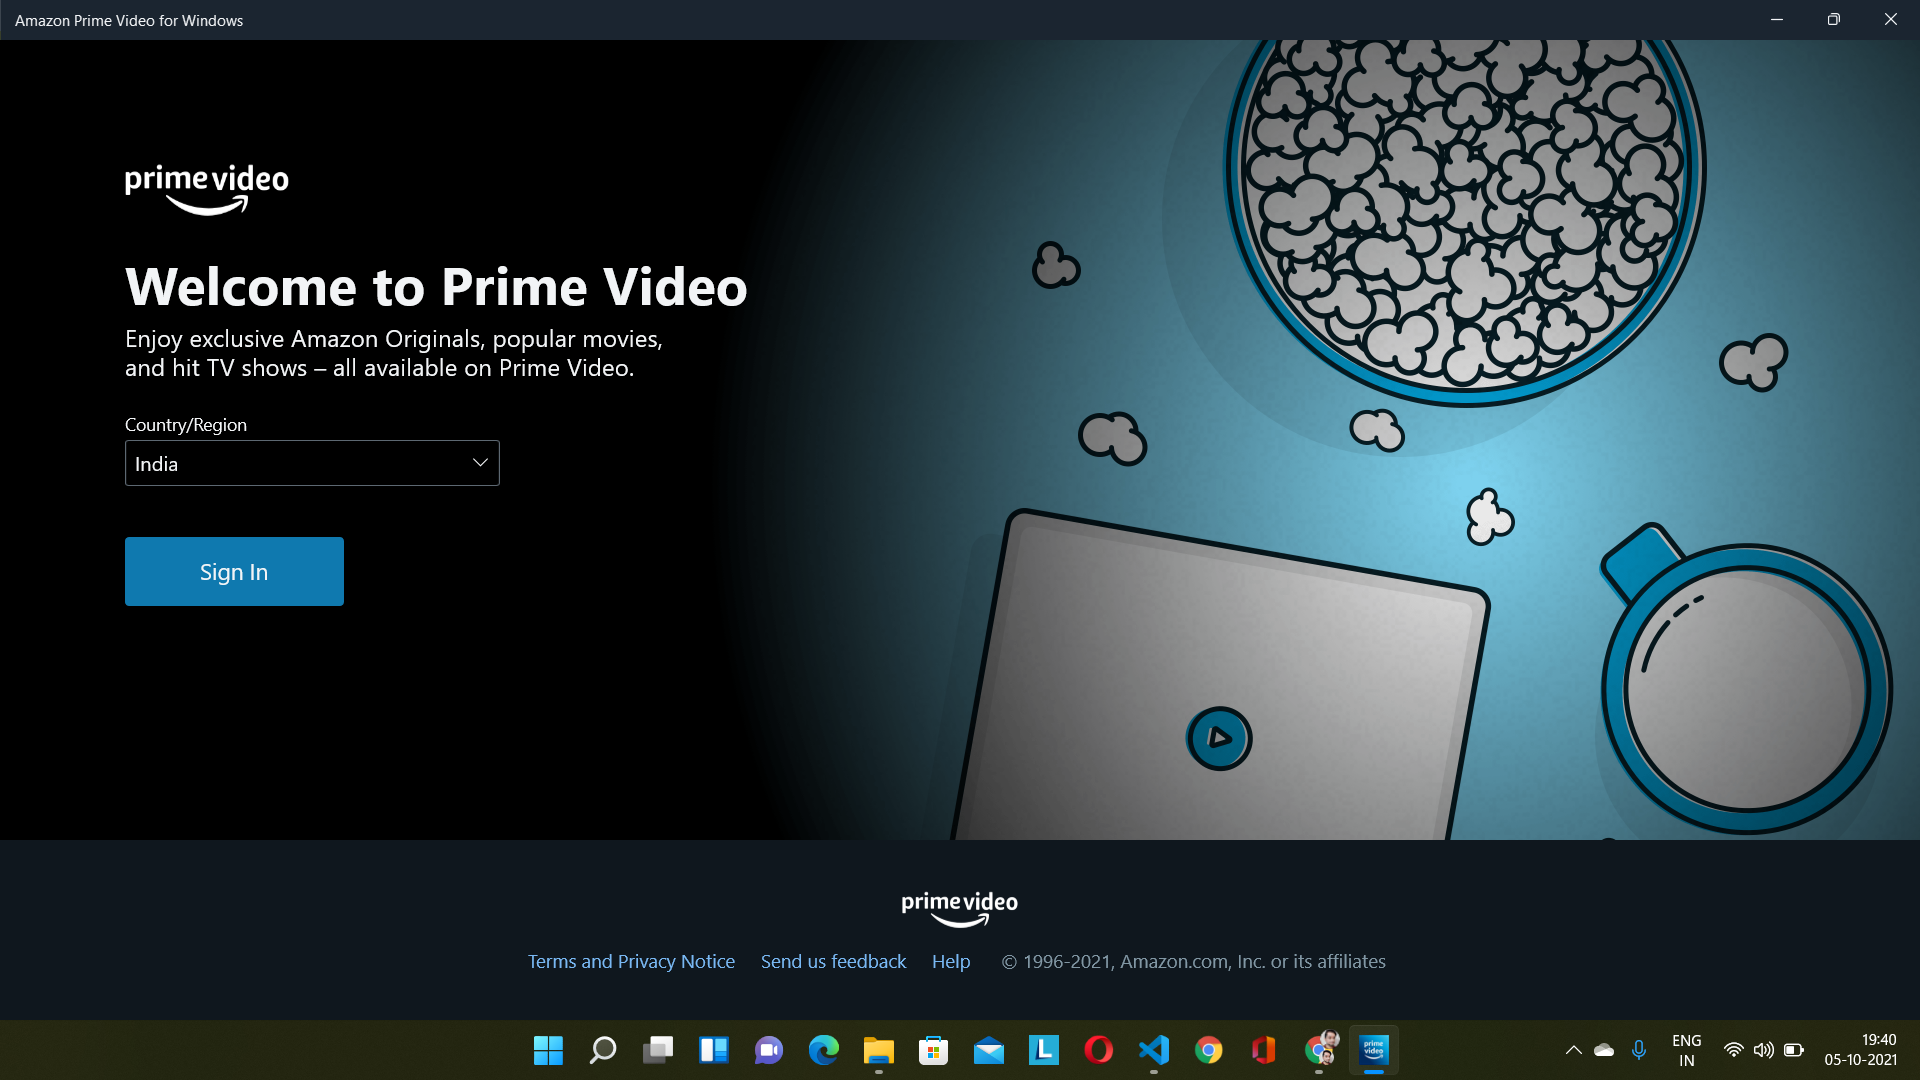 Amazon Prime Video for Windows
prime video
Welcome to Prime Video
Enjoy exclusive Amazon Originals, popular movies,
and hit TV shows – all available on Prime Video.
Country/Region
India
Sign In
prime video
Terms and Privacy Notice Send us feedback Help © 1996-2021, Amazon.com, Inc. or its affiliates
L
prime
video
ENG
IN
19:40
05-10-2021